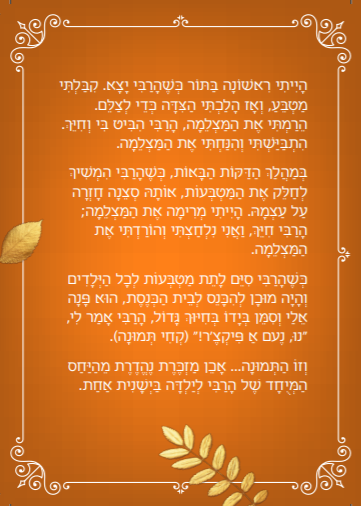 הָיִיתִי רִאשׁוֹנָה בַּתּוֹר כְּשֶׁהָרַבִּי יָצָא. קִבַּלְתִּי
מַטְבֵּעַ, וְאָז הָלַכְתִּי הַצִּדָּה כְּדֵי לְצַלֵּם.
הֵרַמְתִּי אֶת הַמַּצְלֵמָה, הָרַבִּי הִבִּיט בִּי וְחִיֵּךְ.
הִתְבַּיַּשְׁתִּי וְהִנַּחְתִּי אֶת הַמַּצְלֵמָה.
בְּמַהֲלַךְ הַדַּקּוֹת הַבָּאוֹת, כְּשֶׁהָרַבִּי הִמְשִׁיךְ
לְחַלֵּק אֶת הַמַּטְבְּעוֹת, אוֹתָהּ סְצֵנָה חָזְרָה
עַל עַצְמָהּ. הָיִיתִי מְרִימָה אֶת הַמַּצְלֵמָה;
הָרַבִּי חִיֵּךְ, וַאֲנִי נִלְחַצְתִּי וְהוֹרַדְתִּי אֶת
הַמַּצְלֵמָה.
כְּשֶׁהָרַבִּי סִיֵּם לָתֵת מַטְבְּעוֹת לְכָל הַיְלָדִים
וְהָיָה מוּכָן לְהִכָּנֵס לְבֵית הַכְּנֶסֶת, הוּא פָּנָה
אֵלַי וְסִמֵּן בְּיָדוֹ בְּחִיּוּךְ גָּדוֹל, הָרַבִּי אָמַר לִי,
"נוּ, נֶעם אַ פִּיקְצֶ'ר!" (קְחִי תְּמוּנָה).
וְזוֹ הַתְּמוּנָה... אָכֵן מַזְכֶּרֶת נֶהֱדֶרֶת מֵהַיַּחַס
הַמְּיֻחָד שֶׁל הָרַבִּי לְיַלְדָּה בַּיְשָׁנִית אַחַת.